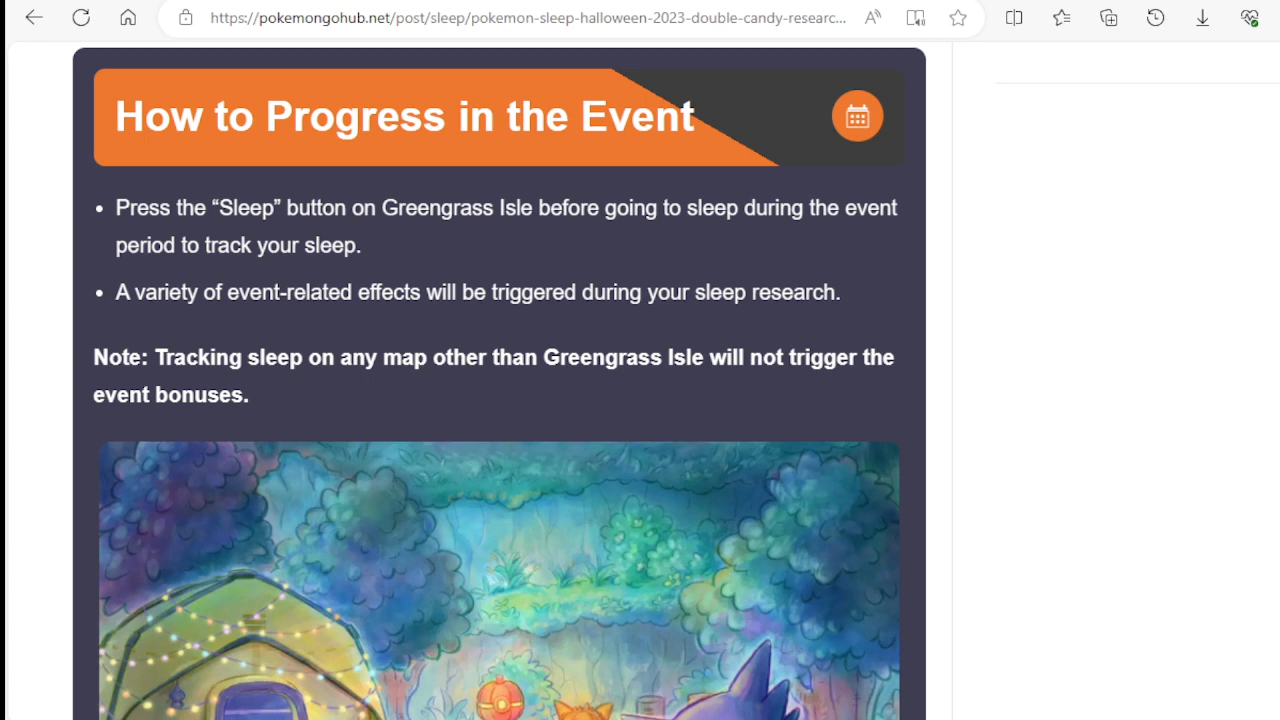 https://pokemongohub.net/post/sleep/pokemon-sleep-halloween-2023-double-candy-researc...
How to Progress in the Event
• Press the “Sleep” button on Greengrass Isle before going to sleep during the event
period to track your sleep.
• A variety of event-related effects will be triggered during your sleep research.
Note: Tracking sleep on any map other than Greengrass Isle will not trigger the
event bonuses.